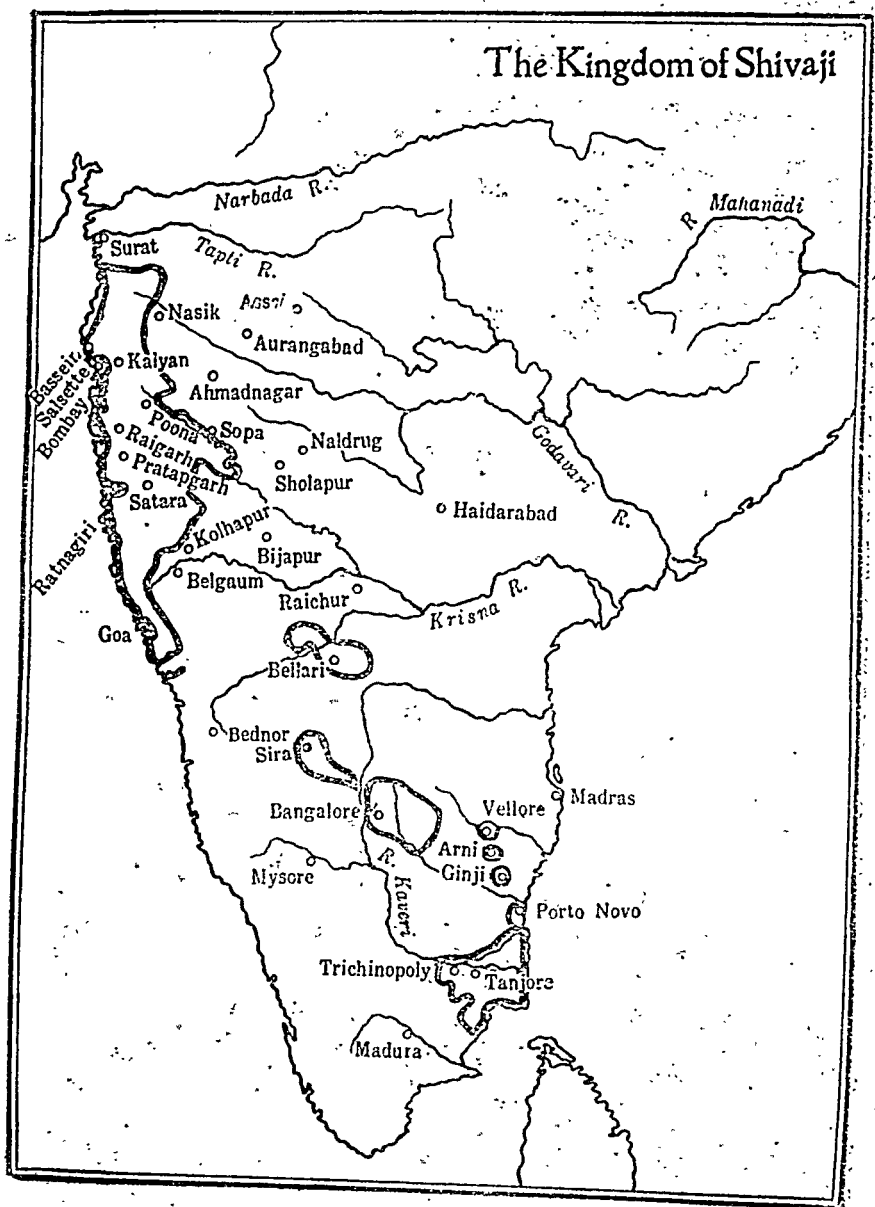 The Kingdom of Shivaji
Narbada R.
R Mahanadi
Surat
Tapti R.
Nasik
Aurangabad
Bassein
Salsette
Bombay
Kalyan
Ahmadnagar
Poona
Sopa
Raigarh
Pratapgarh
Naldrug
Sholapur
Godavari R.
Satara
Haidarabad
Ratnagiri
Kolhapur
Bijapur
Belgaum
Raichur
Krisna R.
Goa
Bellari
Bednor
Sira
Bangalore
Vellore
Madras
Arni
Mysore
Ginji
R. Kaveri
Porto Novo
Trichinopoly
Tanjore
Madura